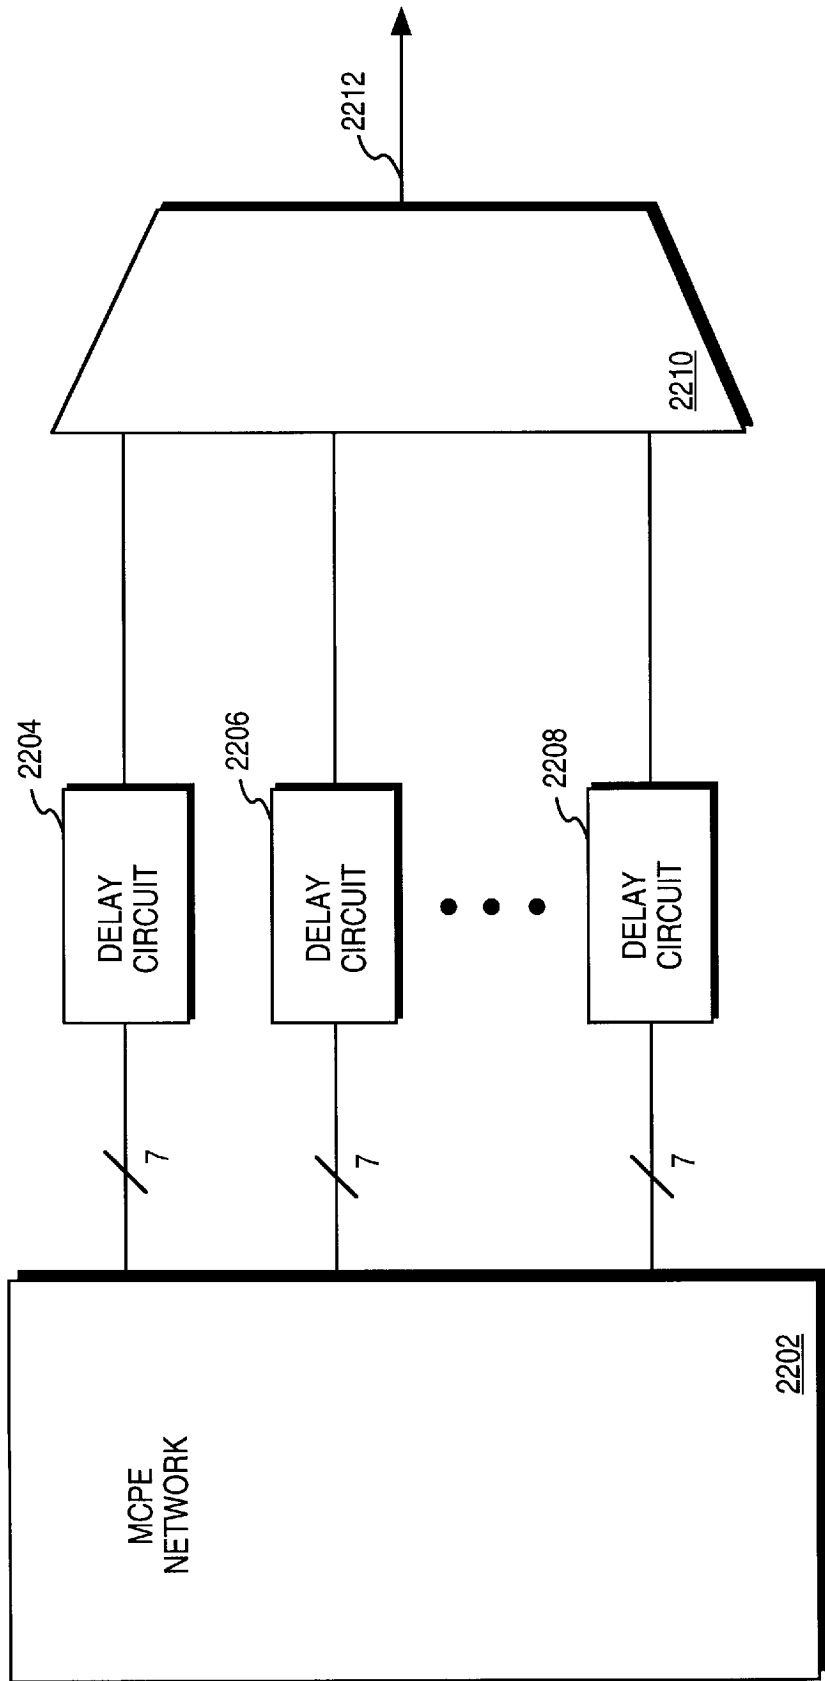 MCPE
NETWORK
2202
7
7
7
DELAY
CIRCUIT
2204
DELAY
CIRCUIT
2206
DELAY
CIRCUIT
2208
2210
2212